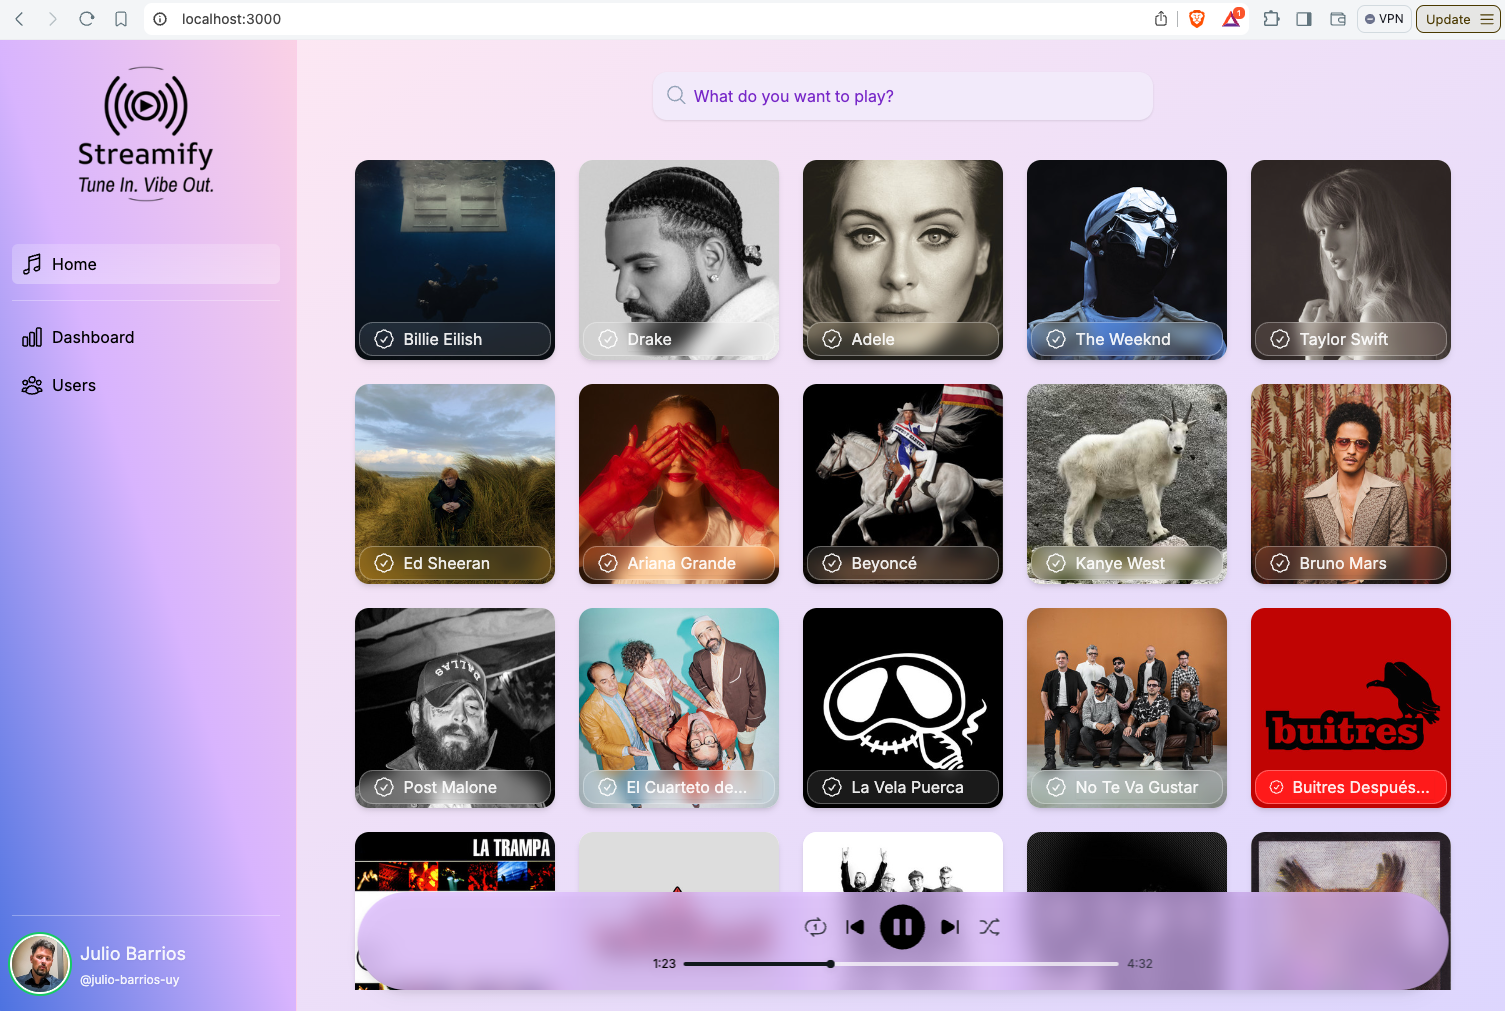 localhost:3000
1
VPN
Update
Streamify
Tune In. Vibe Out.
What do you want to play?
Home
Dashboard
Users
Billie Eilish
Drake
Adele
The Weeknd
Taylor Swift
Ed Sheeran
Ariana Grande
Beyoncé
Kanye West
Bruno Mars
DALLAS
buitres
Post Malone
El Cuarteto de...
La Vela Puerca
No Te Va Gustar
Buitres Después...
LA TRAMPA
1
1:23
4:32
Julio Barrios
@julio-barrios-uy